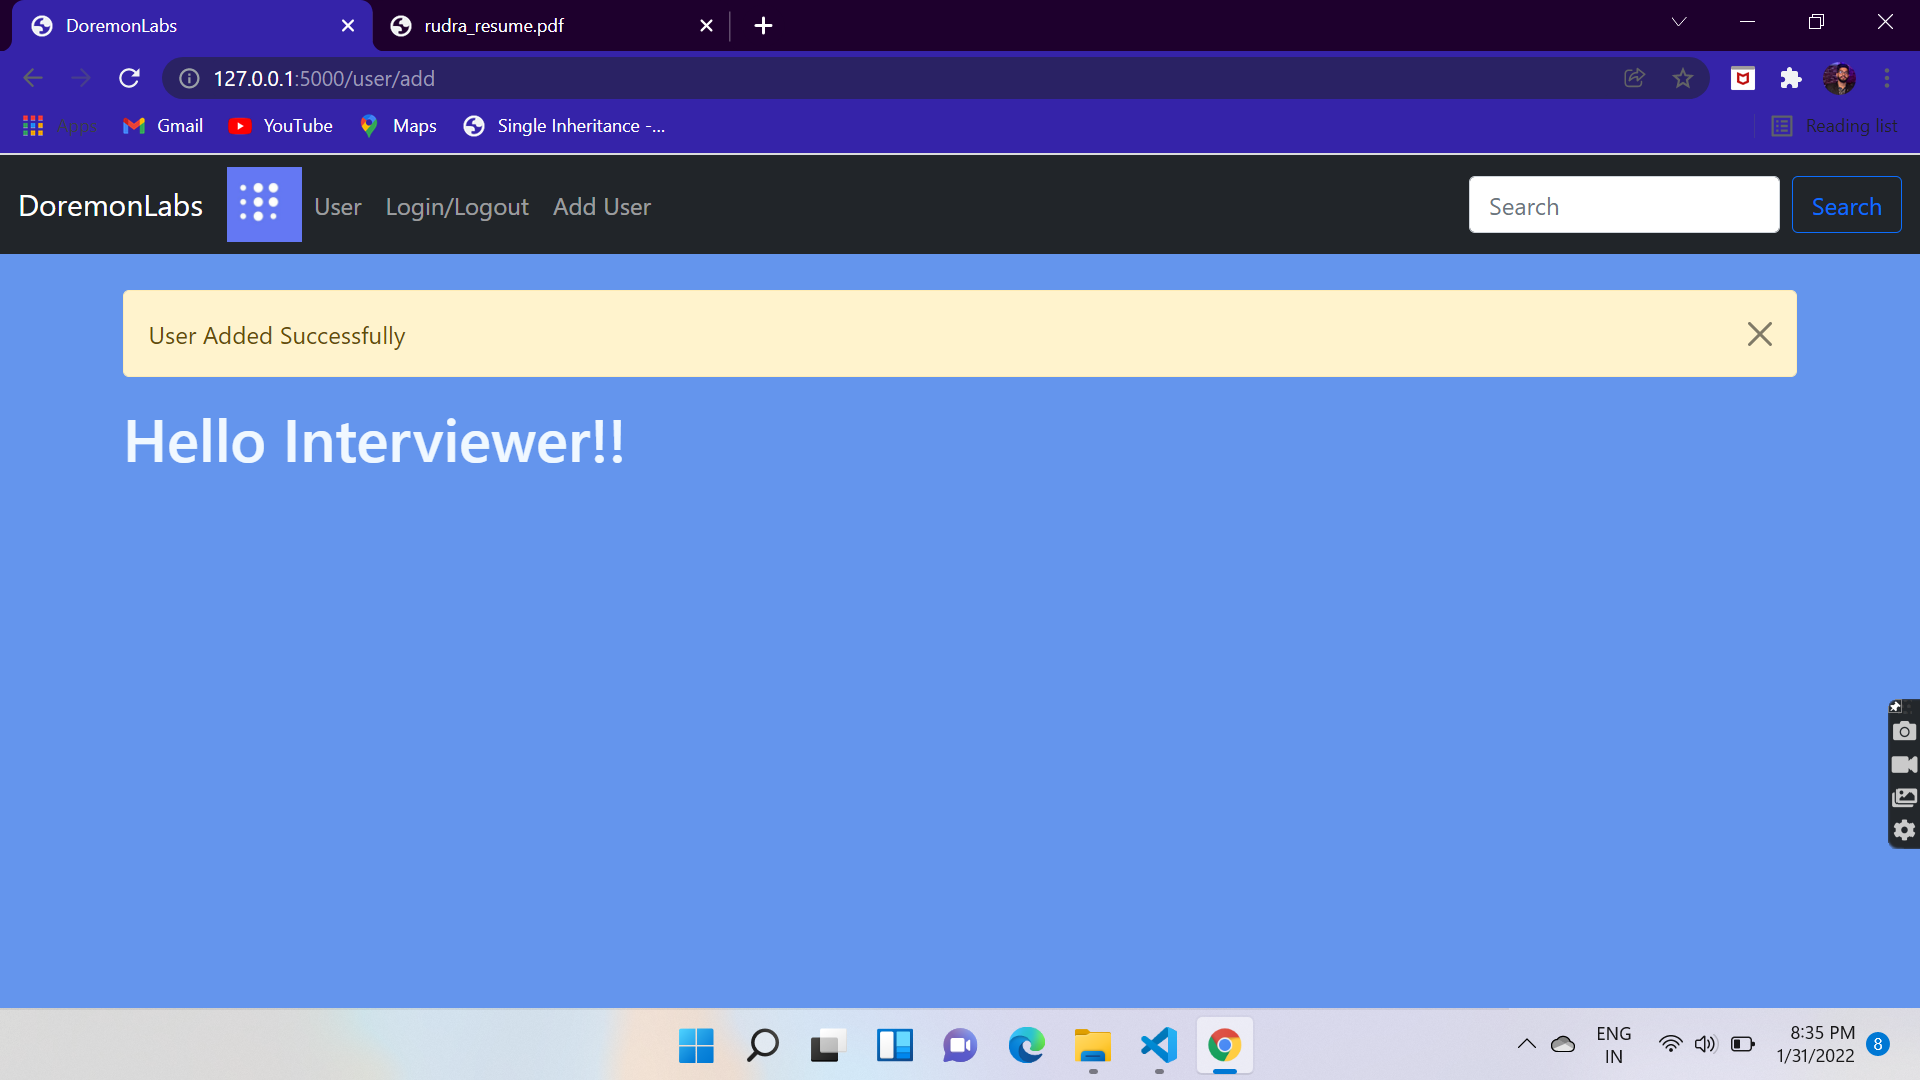 DoremonLabs
rudra_resume.pdf
127.0.0.1:5000/user/add
Apps
Gmail
YouTube
Maps
Single Inheritance -...
Reading list
DoremonLabs
User
Login/Logout
Add User
Search
Search
User Added Successfully
Hello Interviewer!!
ENG
IN
8:35 PM
1/31/2022
8